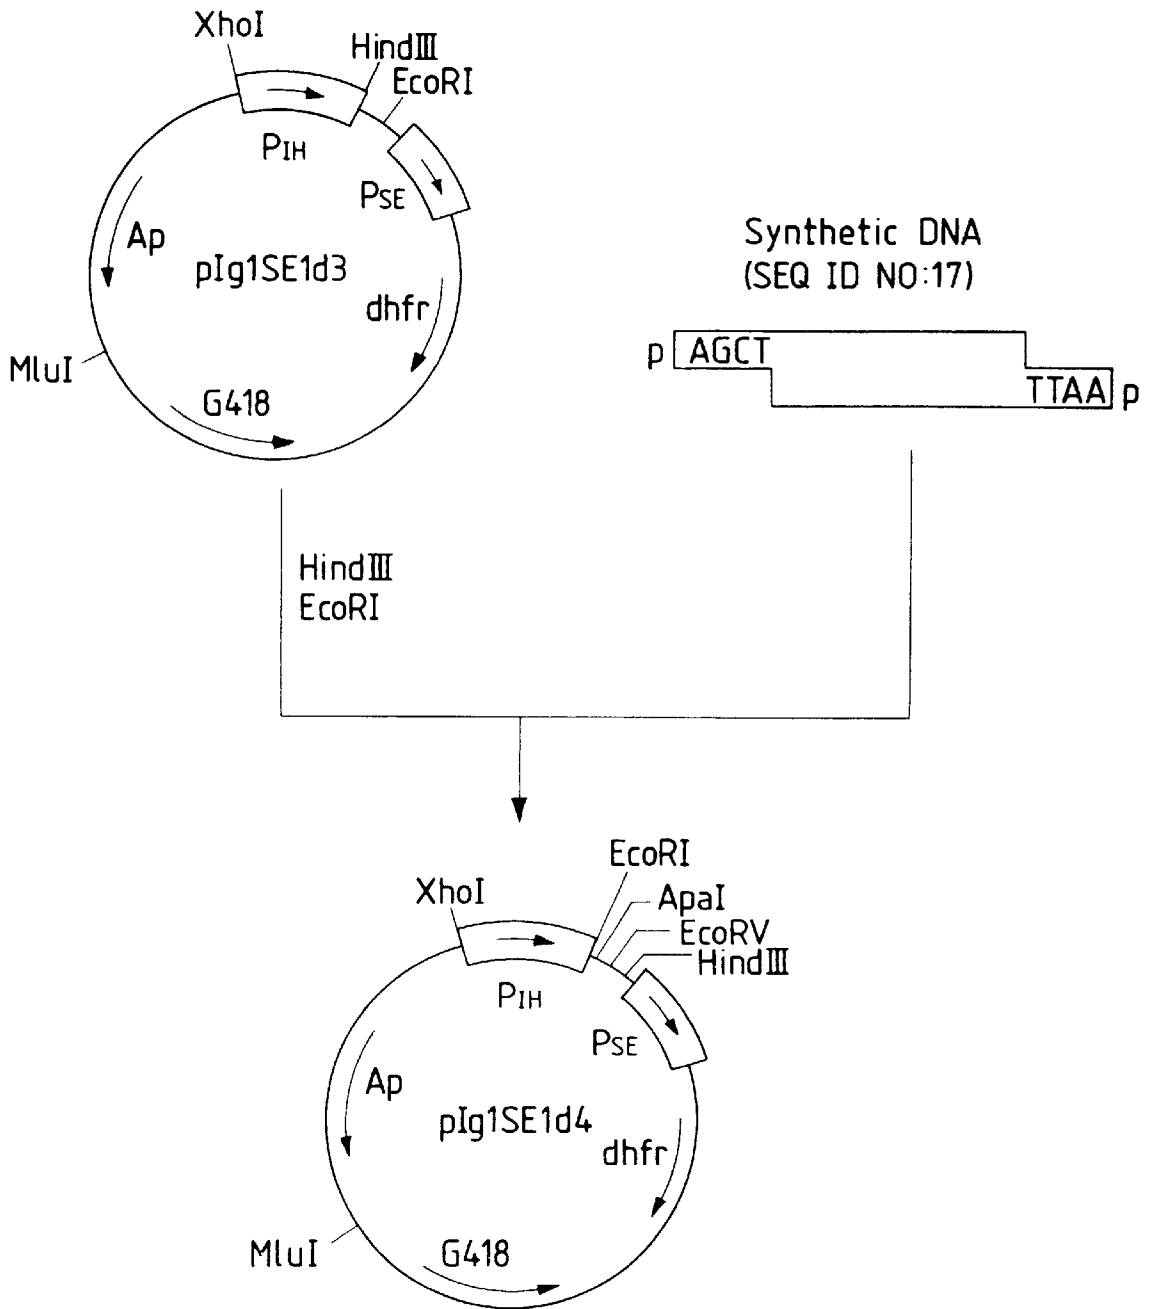 XhoI
HindIII
EcoRI
PIH
PSE
Ap
pIg1SE1d3
dhfr
MluI
G418
Synthetic DNA
(SEQ ID NO:17)
p AGCT
TTAA p
HindIII
EcoRI
EcoRI
XhoI
ApaI
EcoRV
HindIII
PIH
PSE
Ap
pIg1SE1d4
dhfr
MluI
G418